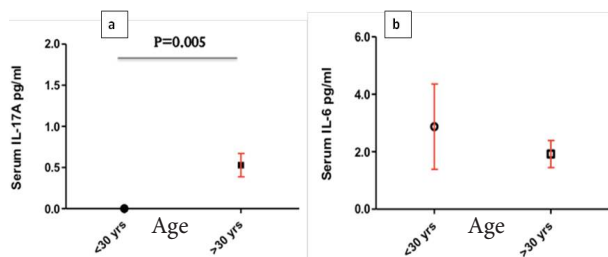 a
P=0.005
2.0
1.5
1.0
0.5
0.0
Serum IL-17A pg/ml
<30 yrs
Age
>30 yrs
b
6.0
4.0
2.0
0.0
Serum IL-6 pg/ml
<30 yrs
Age
>30 yrs